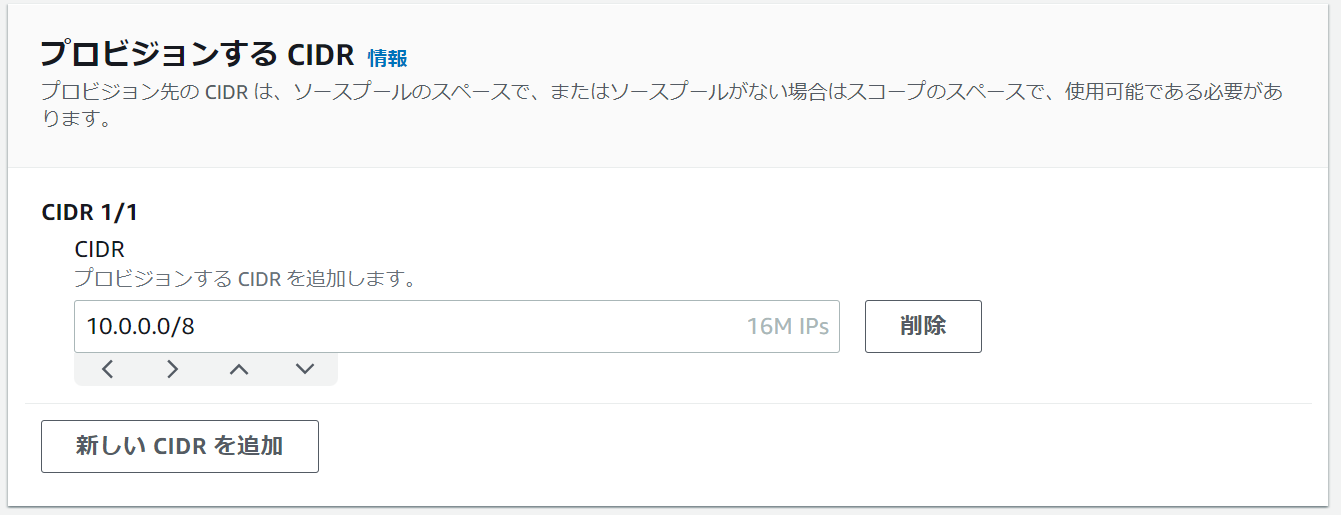 プロビジョンする CIDR 情報
プロビジョン先の CIDR は、ソースプールのスペースで、またはソースプールがない場合はスコープのスペースで、使用可能である必要があ
ります。
CIDR 1/1
CIDR
プロビジョンする CIDR を追加します。
10.0.0.0/8 16M IPs 削除
新しい CIDR を追加